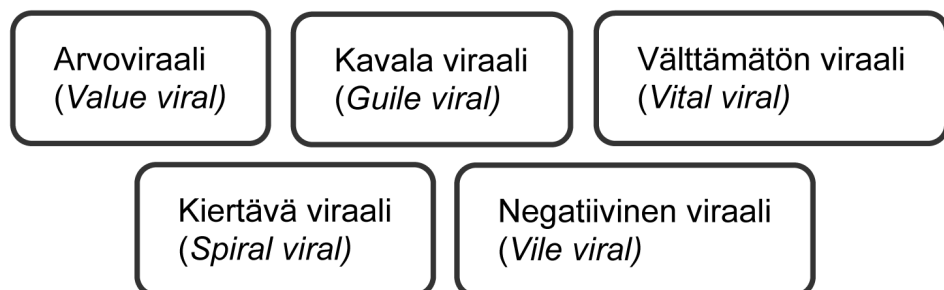 Arvoviraali
(Value viral)
Kavala viraali
(Guile viral)
Välttämätön viraali
(Vital viral)
Kiertävä viraali
(Spiral viral)
Negatiivinen viraali
(Vile viral)